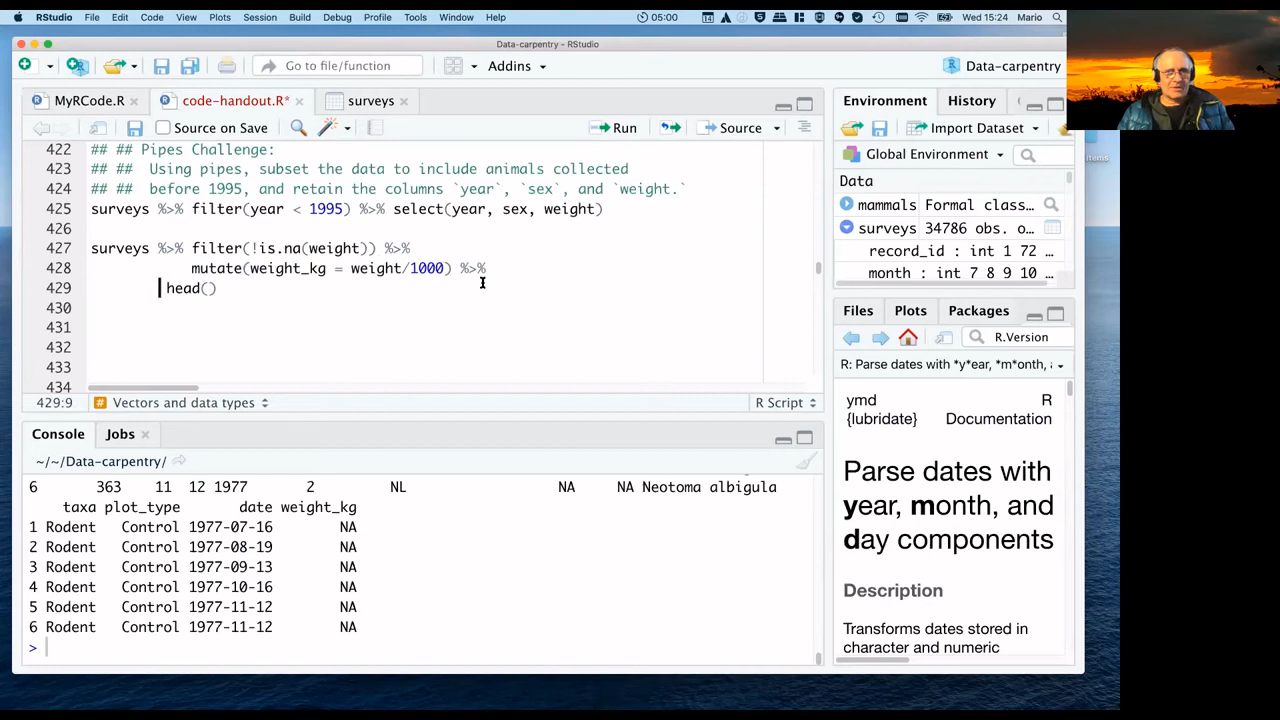 RStudio File Edit Code View Plots Session Build Debug Profile Tools Window Help 05:00 14 Wed 15:24 Mario
Data-carpentry - RStudio
Go to file/function Addins Data-carpentry
MyRCode.R code-handout.R* surveys
Source on Save Run Source
422 ## ## Pipes Challenge:
423 ## ##  Using pipes, subset the data to include animals collected
424 ## ##  before 1995, and retain the columns `year`, `sex`, and `weight.`
425 surveys %>% filter(year < 1995) %>% select(year, sex, weight)
426
427 surveys %>% filter(!is.na(weight)) %>%
428 mutate(weight_kg = weight/1000) %>%
429 head()
430
431
432
433
434
429:9 Vectors and data types R Script
Console Jobs
~/~/Data-carpentry/
6 363 11 12 1977 2 NL NA NA Neotoma albigula
taxa plot_type date weight_kg
1 Rodent Control 1977-07-16 NA
2 Rodent Control 1977-08-19 NA
3 Rodent Control 1977-09-13 NA
4 Rodent Control 1977-10-16 NA
5 Rodent Control 1977-11-12 NA
6 Rodent Control 1977-11-12 NA
>
Environment History
Import Dataset
Global Environment
Data
mammals Formal class…
surveys 34786 obs. o…
record_id : int 1 72 …
month : int 7 8 9 10 …
Files Plots Packages
R.Version
R: Parse dates with *y*ear, *m*onth, a
ymd R
{lubridate} Documentation
Parse dates with
year, month, and
day components
Description
Transforms dates stored in
character and numeric
items